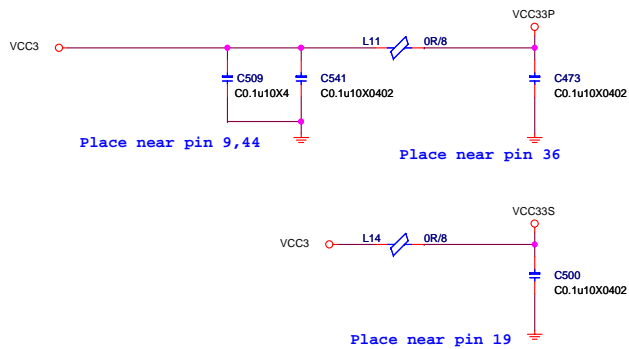 VCC33P
VCC3
L11
0R/8
C509
C0.1u10X4
C541
C0.1u10X0402
C473
C0.1u10X0402
Place near pin 9,44
Place near pin 36
VCC33S
VCC3
L14
0R/8
C500
C0.1u10X0402
Place near pin 19